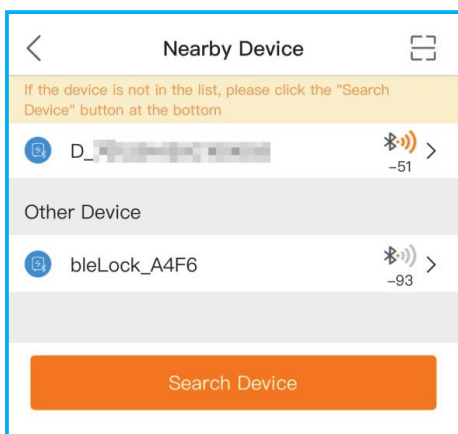 Nearby Device
If the device is not in the list, please click the "Search
Device" button at the bottom
D_
-51
Other Device
bleLock_A4F6
-93
Search Device